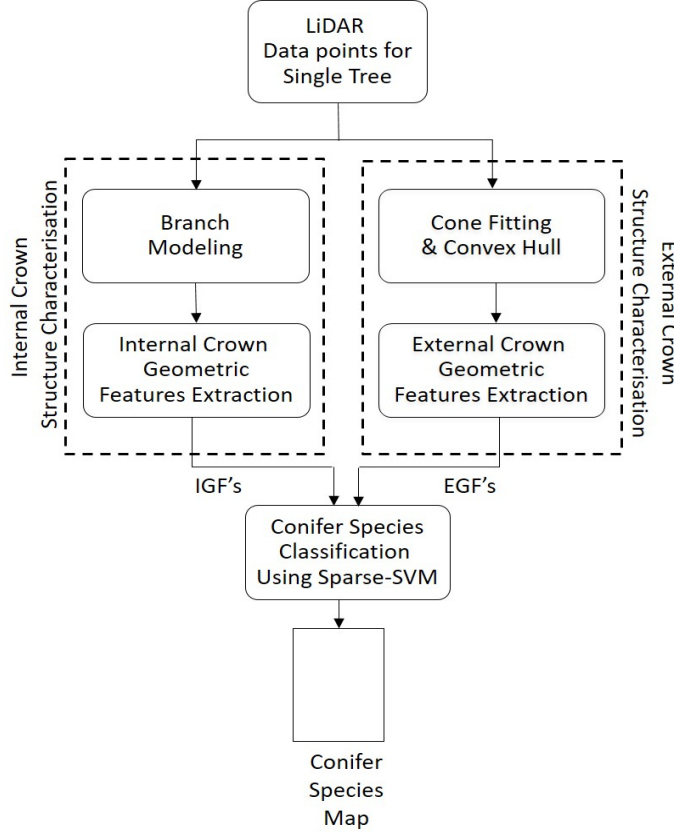 LiDAR
Data points for
Single Tree
Internal Crown
Structure Characterisation
Branch
Modeling
Internal Crown
Geometric
Features Extraction
Cone Fitting
& Convex Hull
External Crown
Geometric
Features Extraction
External Crown
Structure Characterisation
IGF's
EGF's
Conifer Species
Classification
Using Sparse-SVM
Conifer
Species
Map